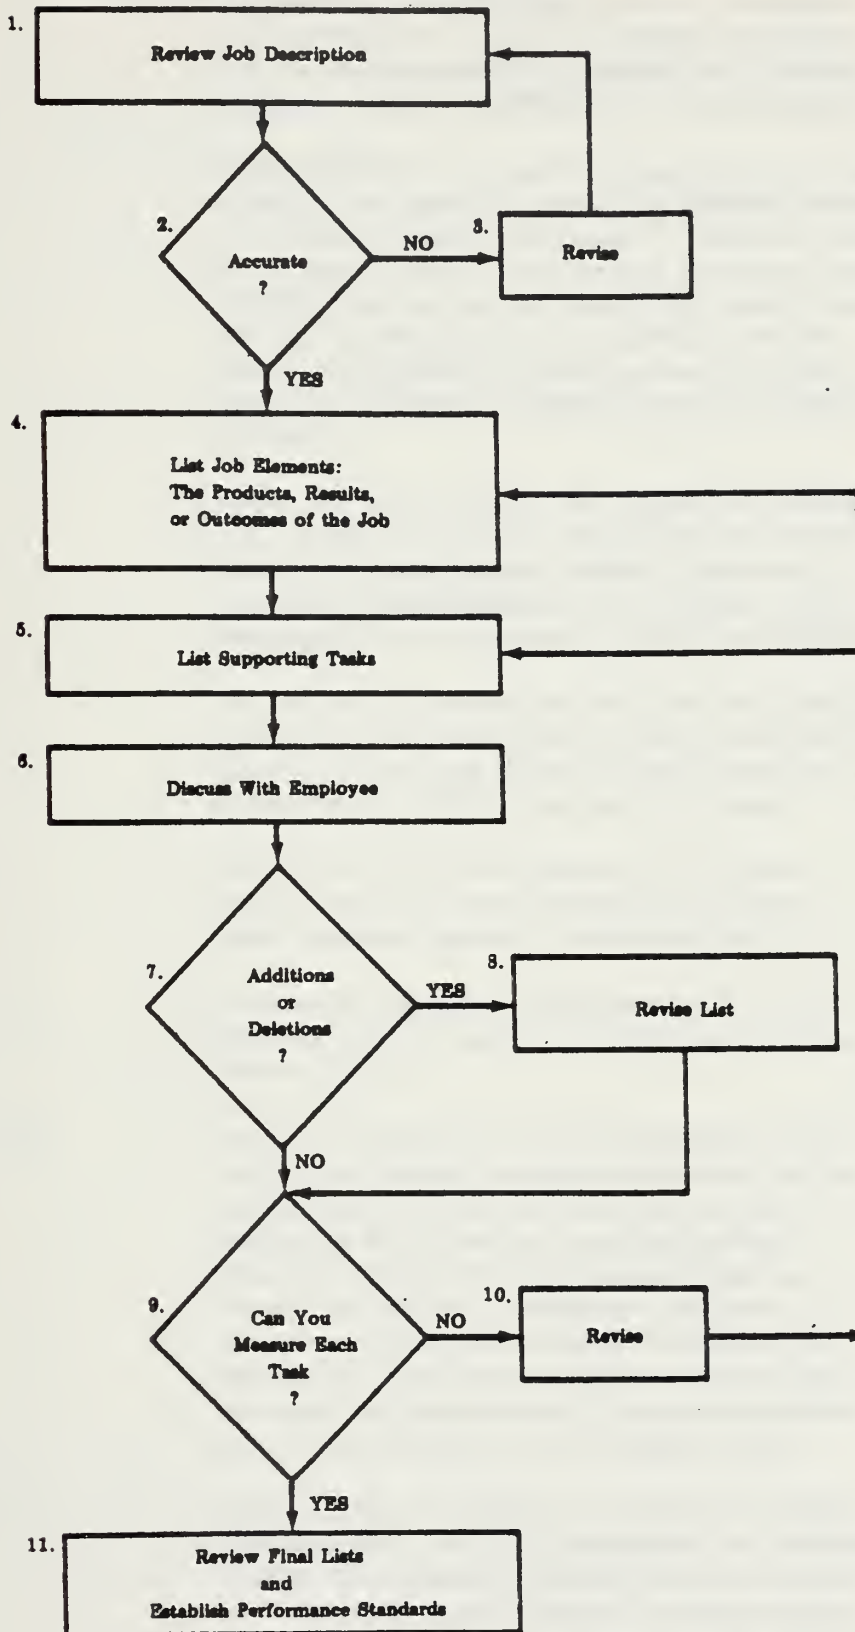 1.
Review Job Description
2.
Accurate
?
NO
3.
Revise
YES
4.
List Job Elements:
The Products, Results,
or Outcomes of the Job
5.
List Supporting Tasks
6.
Discuss With Employee
7.
Additions
or
Deletions
?
YES
8.
Revise List
NO
9.
Can You
Measure Each
Task
?
NO
10.
Revise
YES
11.
Review Final Lists
and
Establish Performance Standards